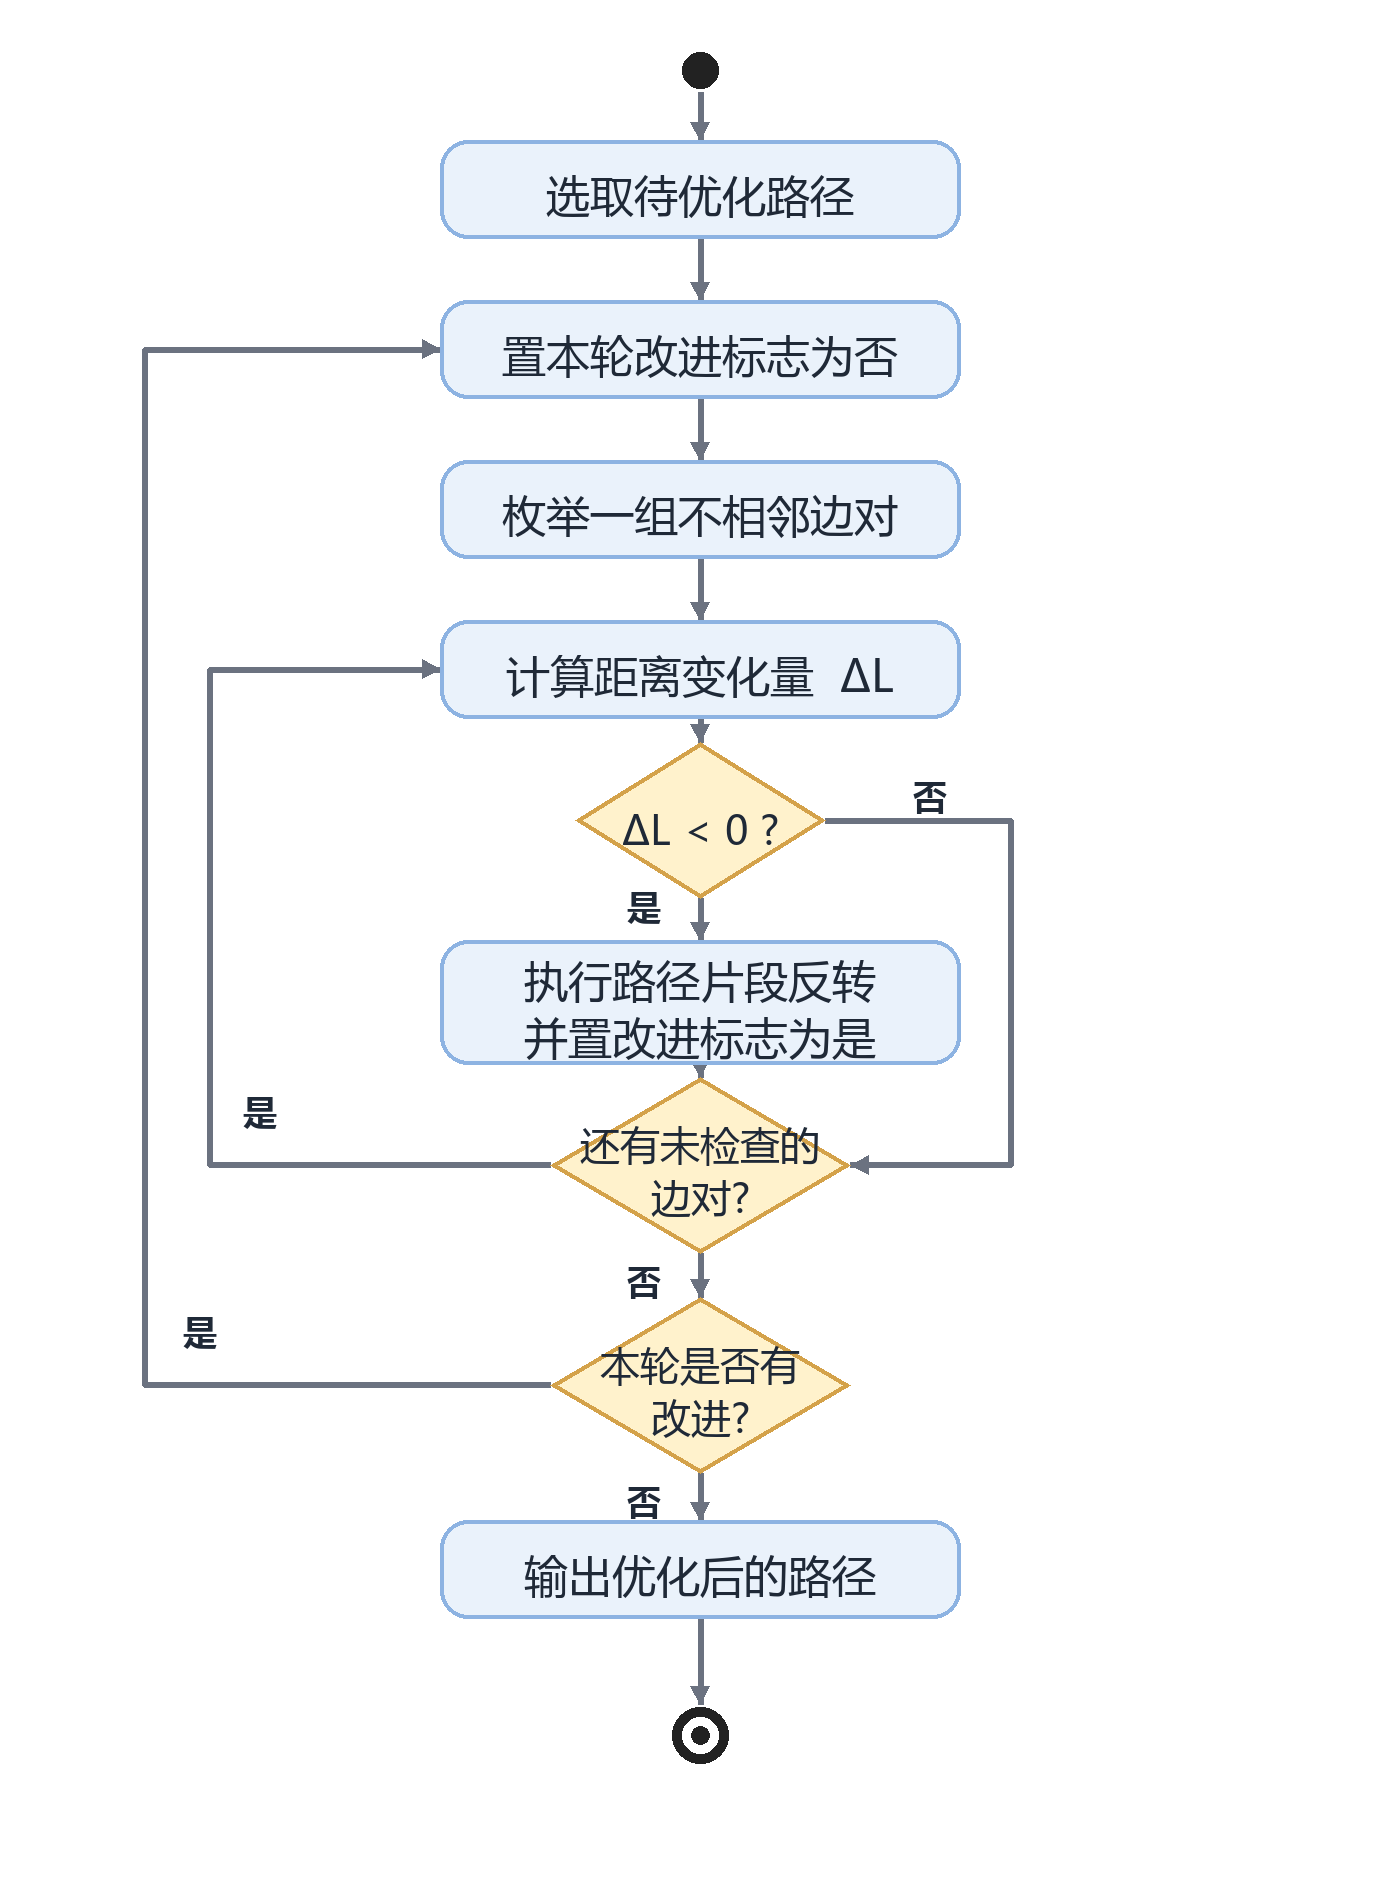 选取待优化路径
置本轮改进标志为否
枚举一组不相邻边对
计算距离变化量 ΔL
ΔL < 0 ?
否
是
执行路径片段反转
并置改进标志为是
还有未检查的
边对?
是
否
本轮是否有
改进?
是
否
输出优化后的路径